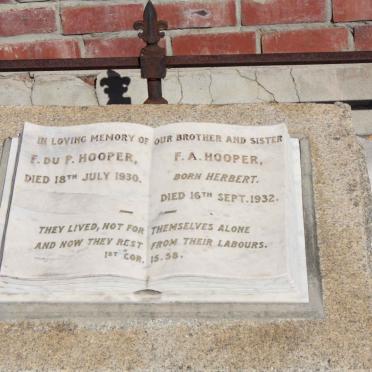 IN LOVING MEMORY OF OUR BROTHER AND SISTER
F. DU P. HOOPER, F. A. HOOPER,
DIED 18TH JULY 1930. BORN HERBERT.
DIED 16TH SEPT. 1932.
THEY LIVED, NOT FOR THEMSELVES ALONE
AND NOW THEY REST FROM THEIR LABOURS.
1ST COR. 15.58.